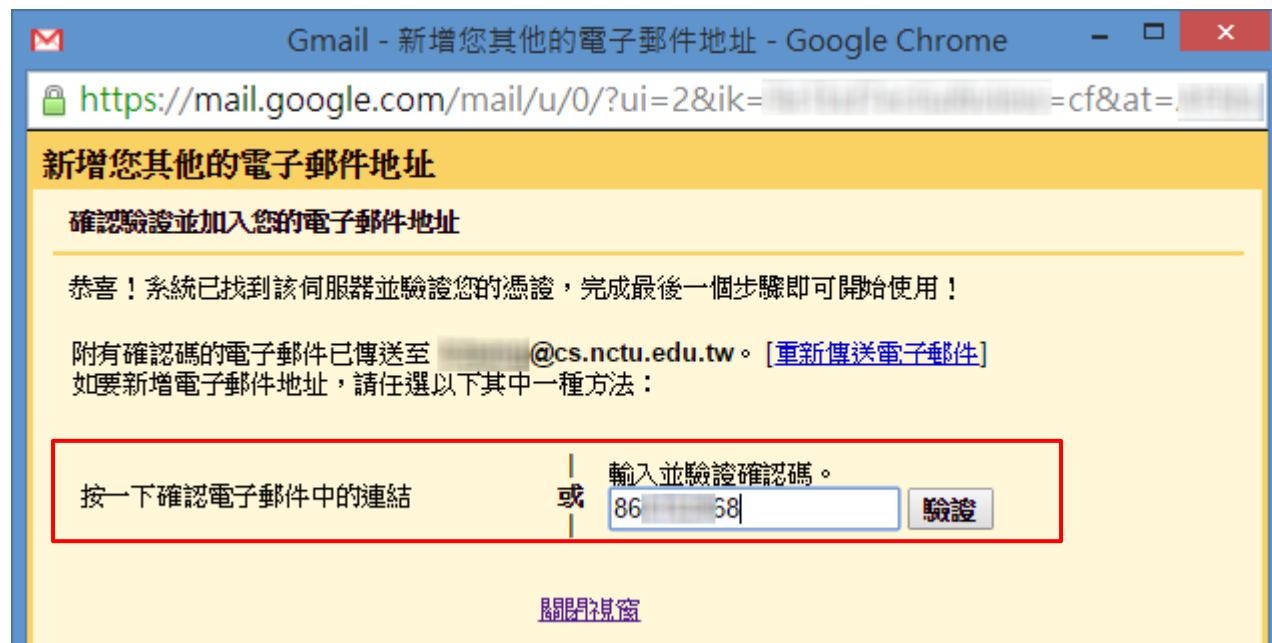 Gmail - 新增您其他的電子郵件地址 - Google Chrome
https://mail.google.com/mail/u/0/?ui=2&ik= =cf&at=
新增您其他的電子郵件地址
確認驗證並加入您的電子郵件地址
恭喜！系統已找到該伺服器並驗證您的憑證，完成最後一個步驟即可開始使用！
附有確認碼的電子郵件已傳送至 @cs.nctu.edu.tw。 [重新傳送電子郵件]
如要新增電子郵件地址，請任選以下其中一種方法：
按一下確認電子郵件中的連結
或
輸入並驗證確認碼。
86 68 驗證
關閉視窗